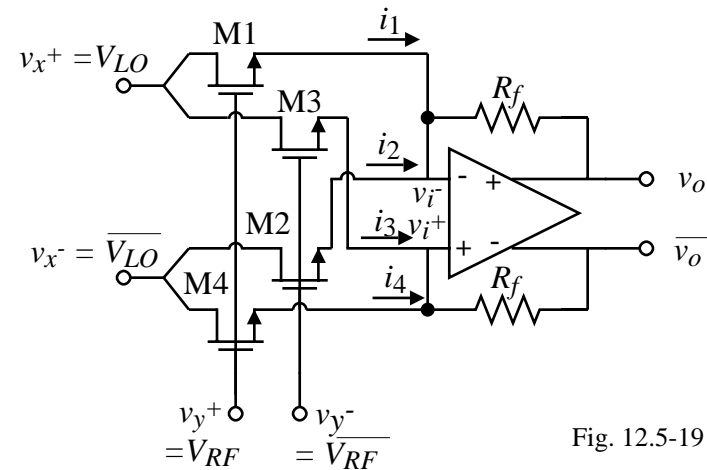 M1
i1
vx+ =VLO
M3
Rf
i2
vi-
-
+
vo
M2
i3
vi+
+
-
vo
vx- = VLO
M4
i4
Rf
vy+
=VRF
vy-
= VRF
Fig. 12.5-19